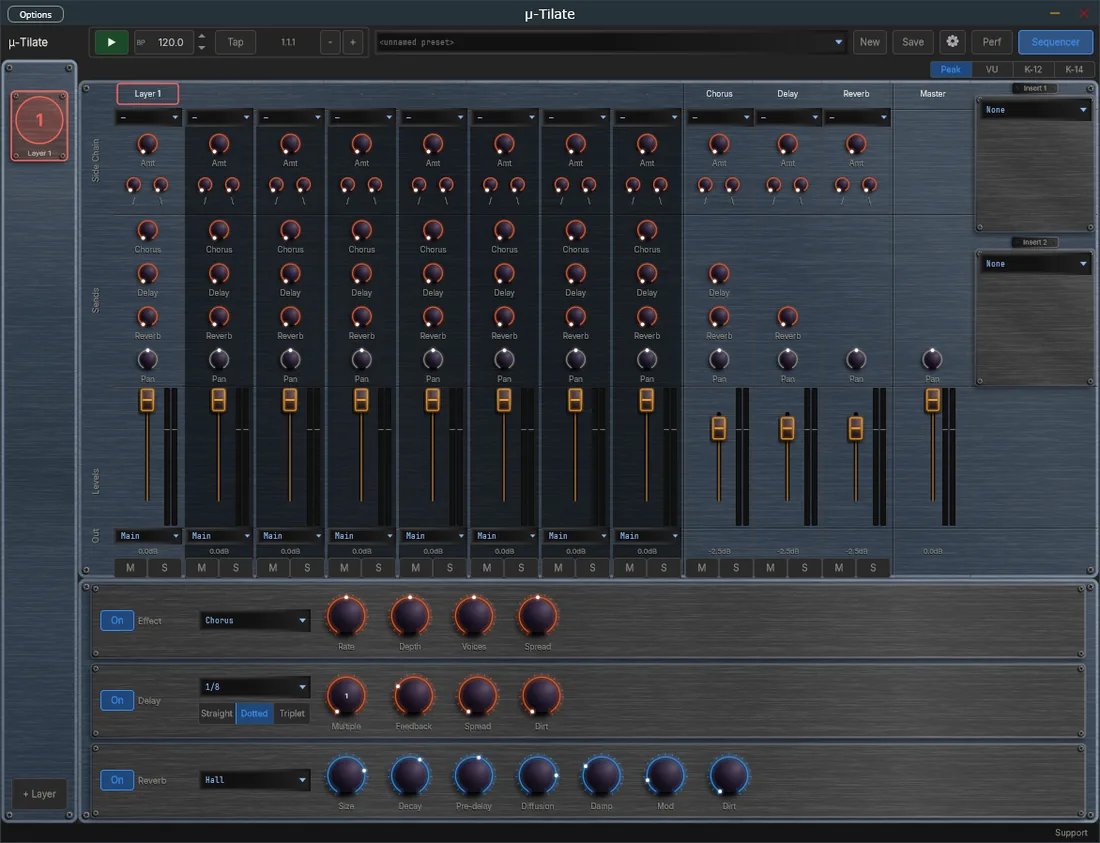 Options
μ-Tilate
μ-Tilate
BP 120.0 Tap 1.1.1 - + <unnamed preset> New Save Perf Sequencer
Peak VU K-12 K-14
1
Layer 1
Layer 1 Chorus Delay Reverb Master
Insert 1
None
Side Chain
– – – – – – – – – – –
Amt Amt Amt Amt Amt Amt Amt Amt Amt Amt Amt
/ \ / \ / \ / \ / \ / \ / \ / \ / \ / \ / \
Insert 2
None
Sends
Chorus Chorus Chorus Chorus Chorus Chorus Chorus Chorus
Delay Delay Delay Delay Delay Delay Delay Delay Delay
Reverb Reverb Reverb Reverb Reverb Reverb Reverb Reverb Reverb Reverb
Pan Pan Pan Pan Pan Pan Pan Pan Pan Pan Pan Pan
Levels
Out
Main Main Main Main Main Main Main Main
0.0dB 0.0dB 0.0dB 0.0dB 0.0dB 0.0dB 0.0dB 0.0dB -2.5dB -2.5dB -2.5dB 0.0dB
M S M S M S M S M S M S M S M S M S M S M S
On Effect Chorus
Rate Depth Voices Spread
On Delay 1/8
Straight Dotted Triplet
1
Multiple Feedback Spread Dirt
On Reverb Hall
Size Decay Pre-delay Diffusion Damp Mod Dirt
+ Layer
Support